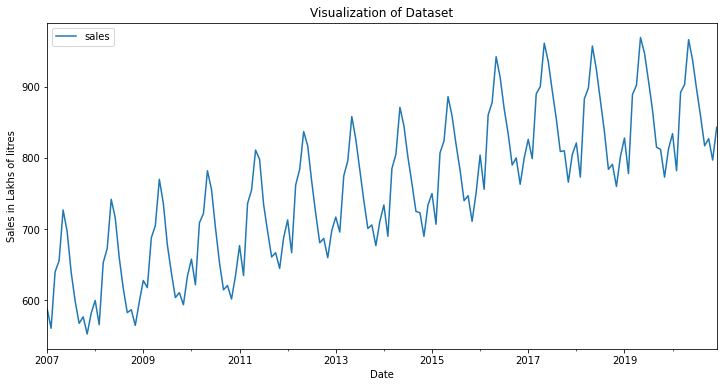 Visualization of Dataset
sales
Sales in Lakhs of litres
900
800
700
600
2007
2009
2011
2013
2015
2017
2019
Date